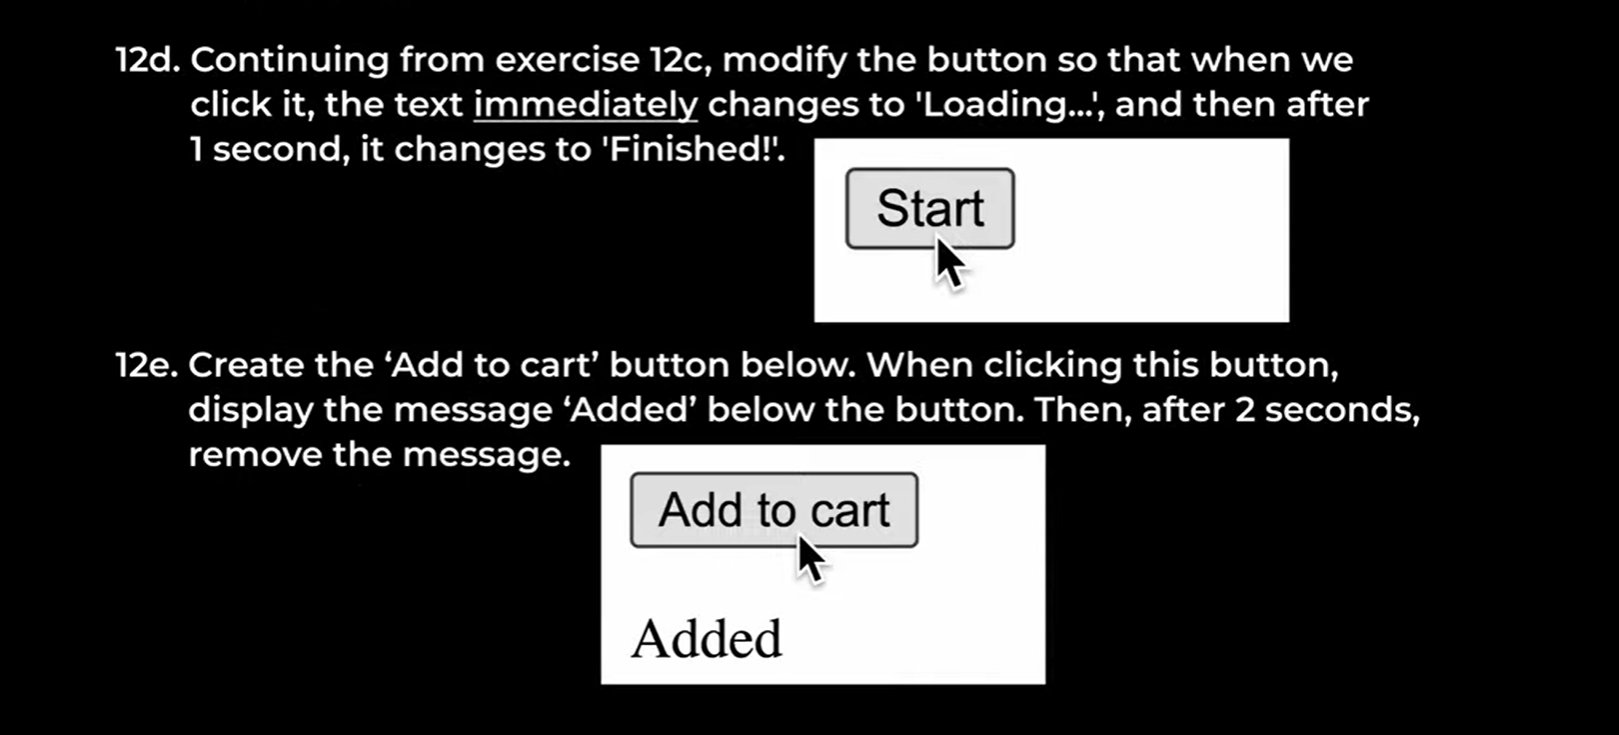 12d. Continuing from exercise 12c, modify the button so that when we
click it, the text immediately changes to 'Loading...', and then after
1 second, it changes to 'Finished!'.
Start
12e. Create the ‘Add to cart’ button below. When clicking this button,
display the message ‘Added’ below the button. Then, after 2 seconds,
remove the message.
Add to cart
Added